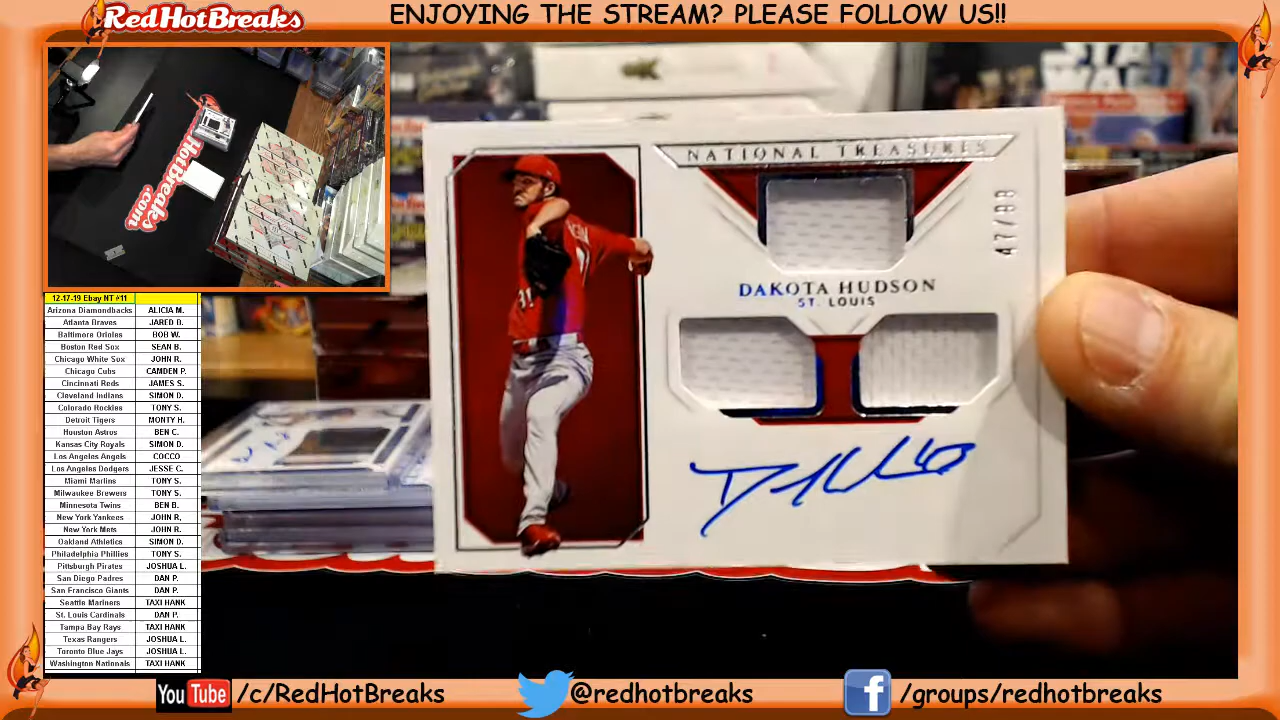 RedHotBreaks
ENJOYING THE STREAM? PLEASE FOLLOW US!!
HotBreaks
.com
12-17-19 Ebay NT #11
Arizona Diamondbacks ALICIA M.
Atlanta Braves JARED D.
Baltimore Orioles BOB W.
Boston Red Sox SEAN B.
Chicago White Sox JOHN R.
Chicago Cubs CAMDEN P.
Cincinnati Reds JAMES S.
Cleveland Indians SIMON D.
Colorado Rockies TONY S.
Detroit Tigers MONTY H.
Houston Astros BEN C.
Kansas City Royals SIMON D.
Los Angeles Angels COCCO
Los Angeles Dodgers JESSE C.
Miami Marlins TONY S.
Milwaukee Brewers TONY S.
Minnesota Twins BEN B.
New York Yankees JOHN R,
New York Mets JOHN R.
Oakland Athletics SIMON D.
Philadelphia Phillies TONY S.
Pittsburgh Pirates JOSHUA L.
San Diego Padres DAN P.
San Francisco Giants DAN P.
Seattle Mariners TAXI HANK
St. Louis Cardinals DAN P.
Tampa Bay Rays TAXI HANK
Texas Rangers JOSHUA L.
Toronto Blue Jays JOSHUA L.
Washington Nationals TAXI HANK
STAR
NATIONAL TREASURES
DAKOTA HUDSON
ST. LOUIS
YouTube /c/RedHotBreaks
@redhotbreaks
f /groups/redhotbreaks